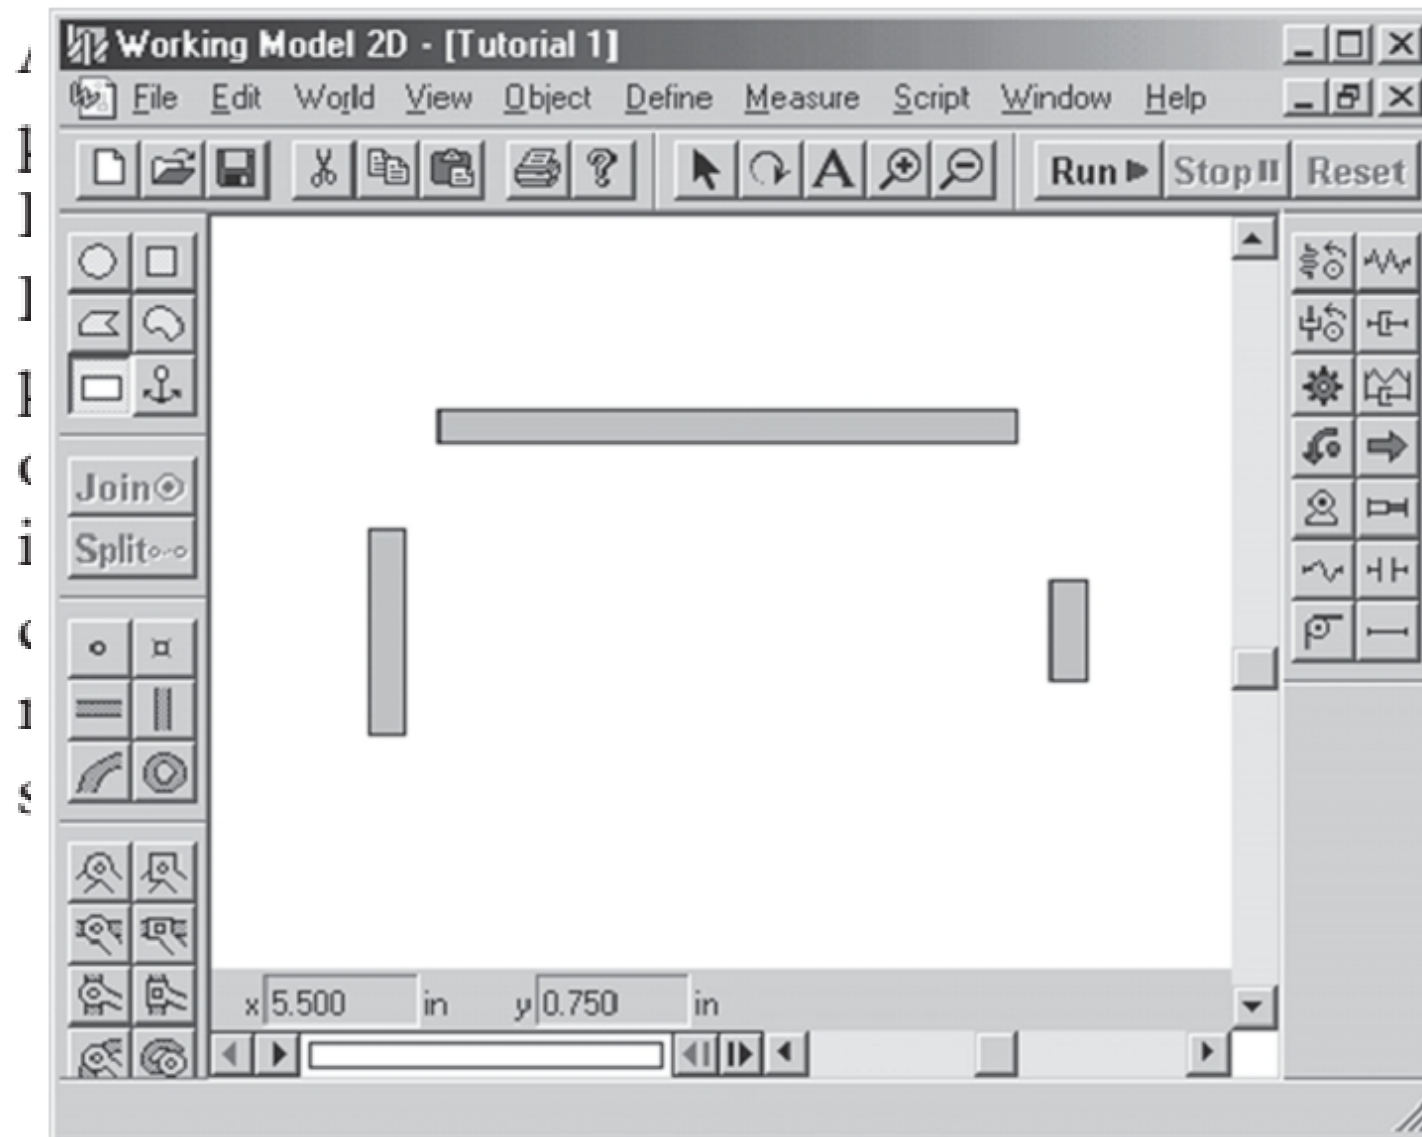 Working Model 2D - [Tutorial 1]
File Edit World View Object Define Measure Script Window Help
Run Stop Reset
Join
Split
x 5.500 in y 0.750 in